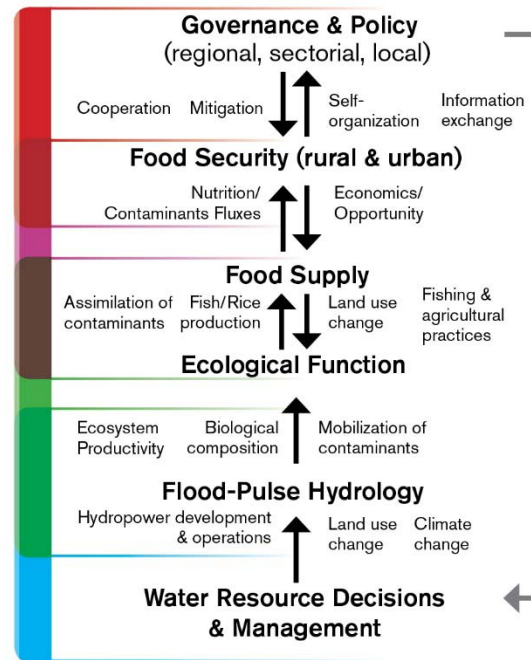 Governance & Policy
(regional, sectorial, local)
Cooperation Mitigation Self-organization Information exchange
Food Security (rural & urban)
Nutrition/
Contaminants Fluxes
Economics/
Opportunity
Food Supply
Assimilation of
contaminants
Fish/Rice
production
Land use
change
Fishing &
agricultural
practices
Ecological Function
Ecosystem
Productivity
Biological
composition
Mobilization of
contaminants
Flood-Pulse Hydrology
Hydropower development
& operations
Land use
change
Climate
change
Water Resource Decisions
& Management